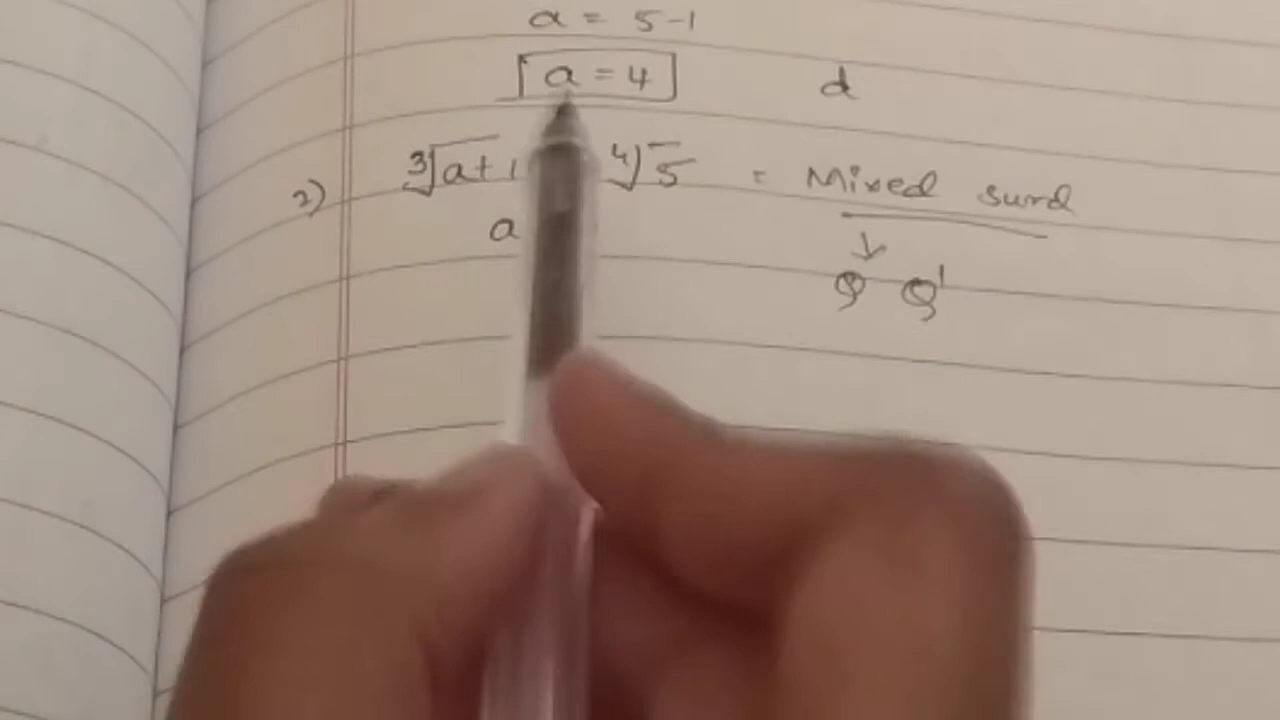 a = 5-1
a = 4 d
2) ∛a+1 ∜5 = Mixed surd
a ↓
Q Q'